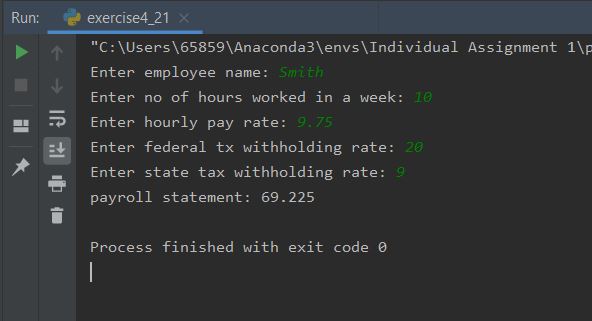 Run: exercise4_21
"C:\Users\65859\Anaconda3\envs\Individual Assignment 1\p
Enter employee name: Smith
Enter no of hours worked in a week: 10
Enter hourly pay rate: 9.75
Enter federal tx withholding rate: 20
Enter state tax withholding rate: 9
payroll statement: 69.225
Process finished with exit code 0